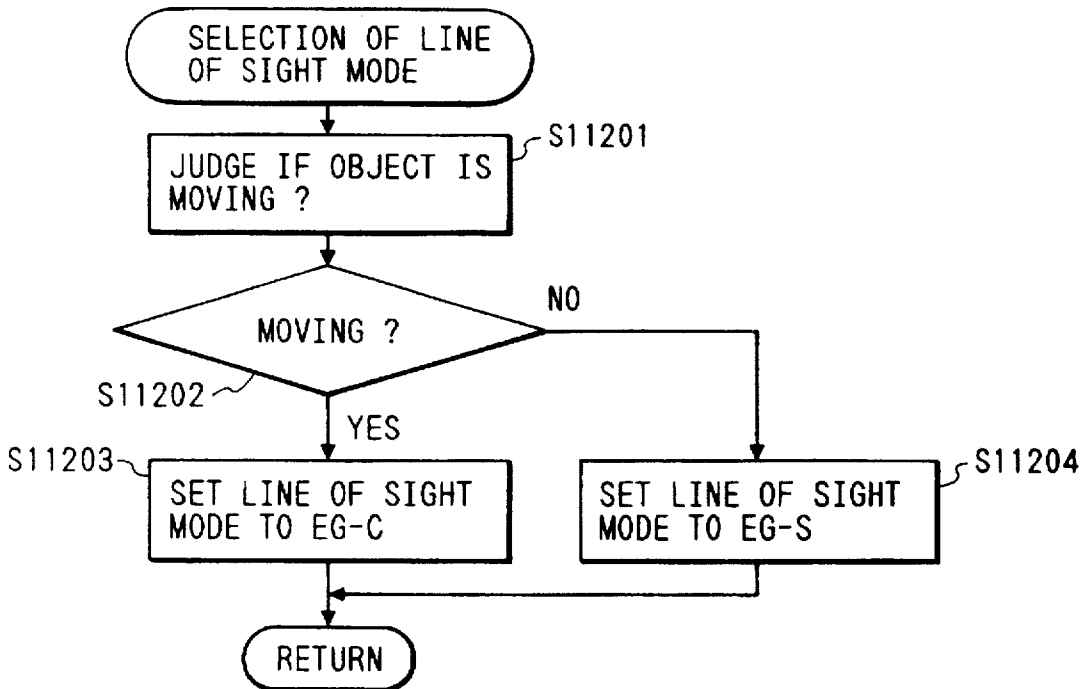 SELECTION OF LINE
OF SIGHT MODE
S11201
JUDGE IF OBJECT IS
MOVING ?
MOVING ?
NO
S11202
YES
S11203
SET LINE OF SIGHT
MODE TO EG-C
S11204
SET LINE OF SIGHT
MODE TO EG-S
RETURN